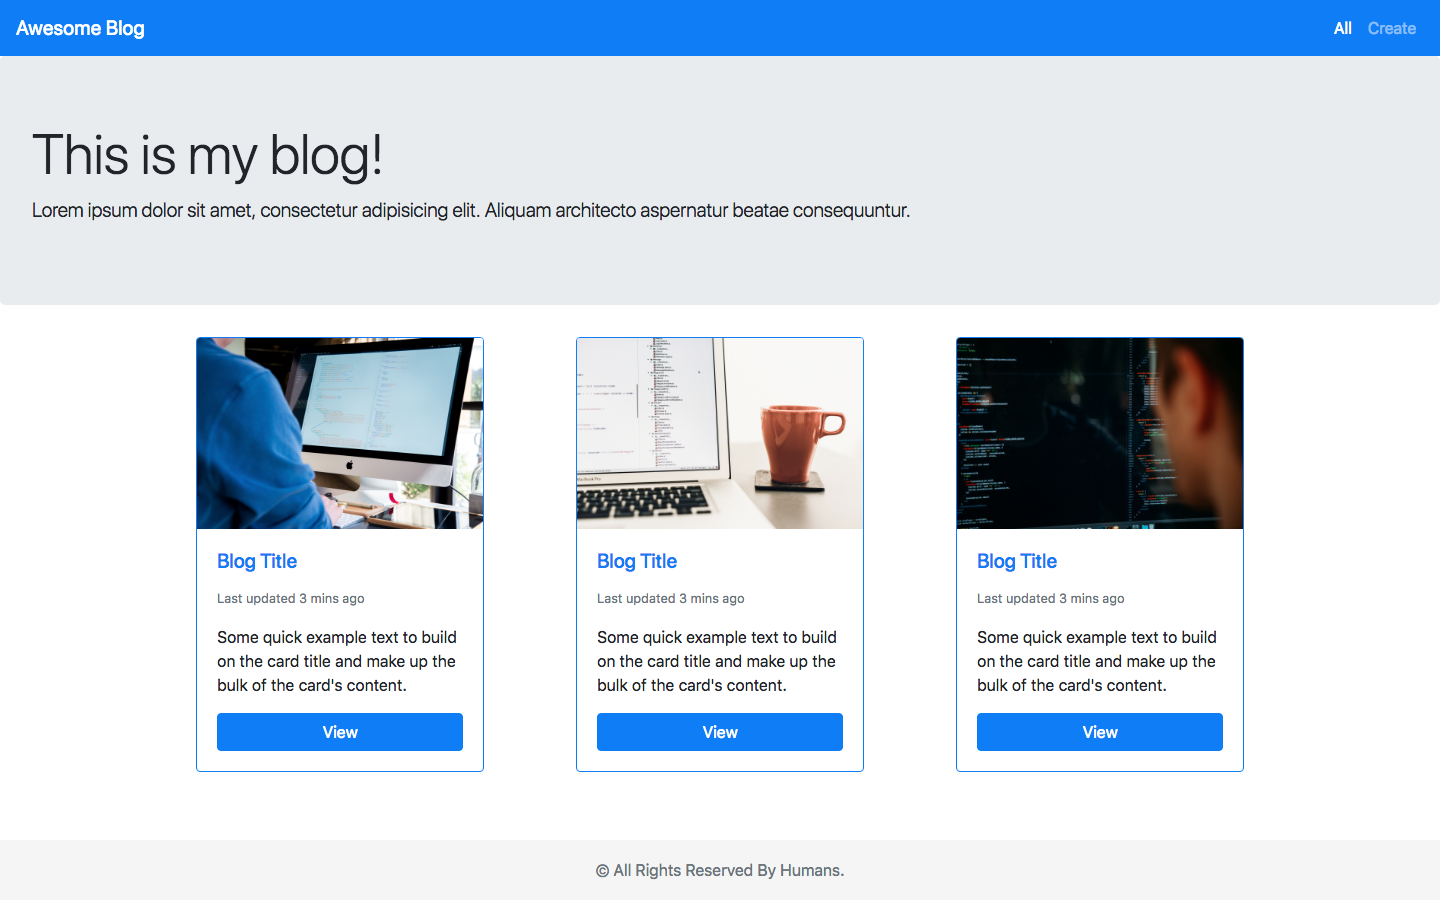 Awesome Blog
All Create
This is my blog!
Lorem ipsum dolor sit amet, consectetur adipisicing elit. Aliquam architecto aspernatur beatae consequuntur.
Blog Title
Last updated 3 mins ago
Some quick example text to build
on the card title and make up the
bulk of the card's content.
View
Blog Title
Last updated 3 mins ago
Some quick example text to build
on the card title and make up the
bulk of the card's content.
View
Blog Title
Last updated 3 mins ago
Some quick example text to build
on the card title and make up the
bulk of the card's content.
View
© All Rights Reserved By Humans.